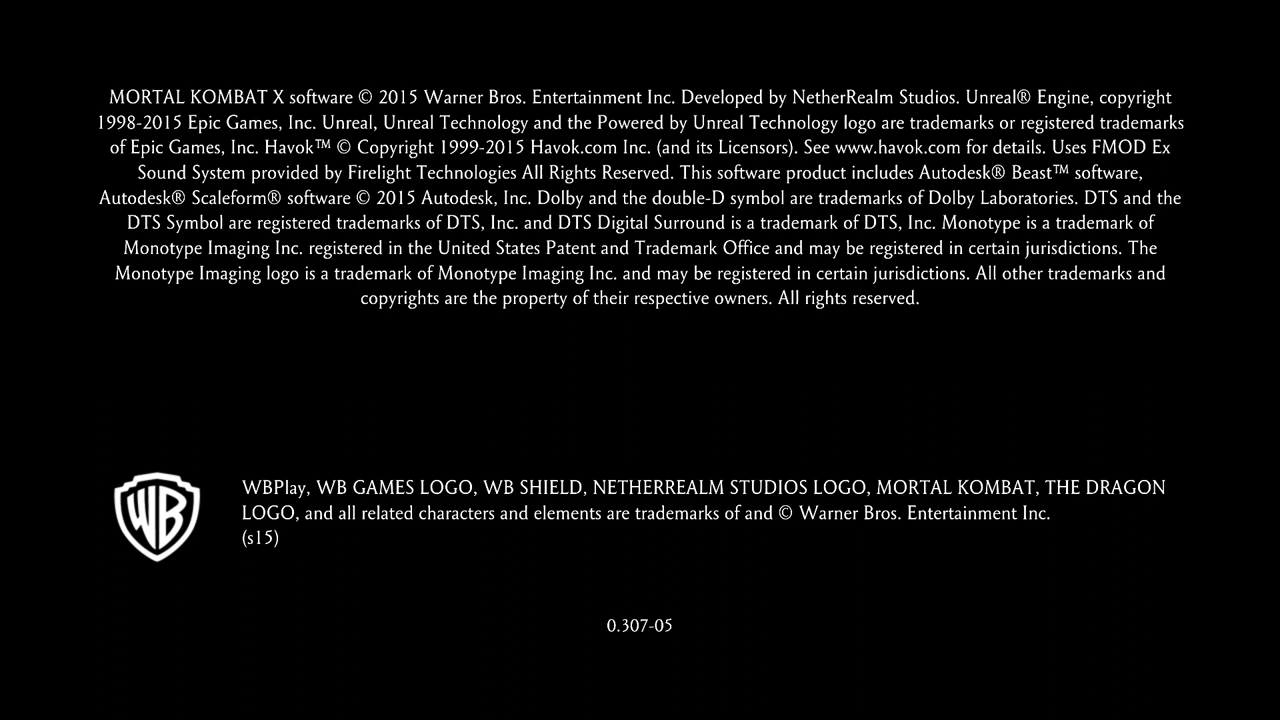 MORTAL KOMBAT X software © 2015 Warner Bros. Entertainment Inc. Developed by NetherRealm Studios. Unreal® Engine, copyright
1998-2015 Epic Games, Inc. Unreal, Unreal Technology and the Powered by Unreal Technology logo are trademarks or registered trademarks
of Epic Games, Inc. Havok™ © Copyright 1999-2015 Havok.com Inc. (and its Licensors). See www.havok.com for details. Uses FMOD Ex
Sound System provided by Firelight Technologies All Rights Reserved. This software product includes Autodesk® Beast™ software,
Autodesk® Scaleform® software © 2015 Autodesk, Inc. Dolby and the double-D symbol are trademarks of Dolby Laboratories. DTS and the
DTS Symbol are registered trademarks of DTS, Inc. and DTS Digital Surround is a trademark of DTS, Inc. Monotype is a trademark of
Monotype Imaging Inc. registered in the United States Patent and Trademark Office and may be registered in certain jurisdictions. The
Monotype Imaging logo is a trademark of Monotype Imaging Inc. and may be registered in certain jurisdictions. All other trademarks and
copyrights are the property of their respective owners. All rights reserved.
WB
WBPlay, WB GAMES LOGO, WB SHIELD, NETHERREALM STUDIOS LOGO, MORTAL KOMBAT, THE DRAGON
LOGO, and all related characters and elements are trademarks of and © Warner Bros. Entertainment Inc.
(s15)
0.307-05